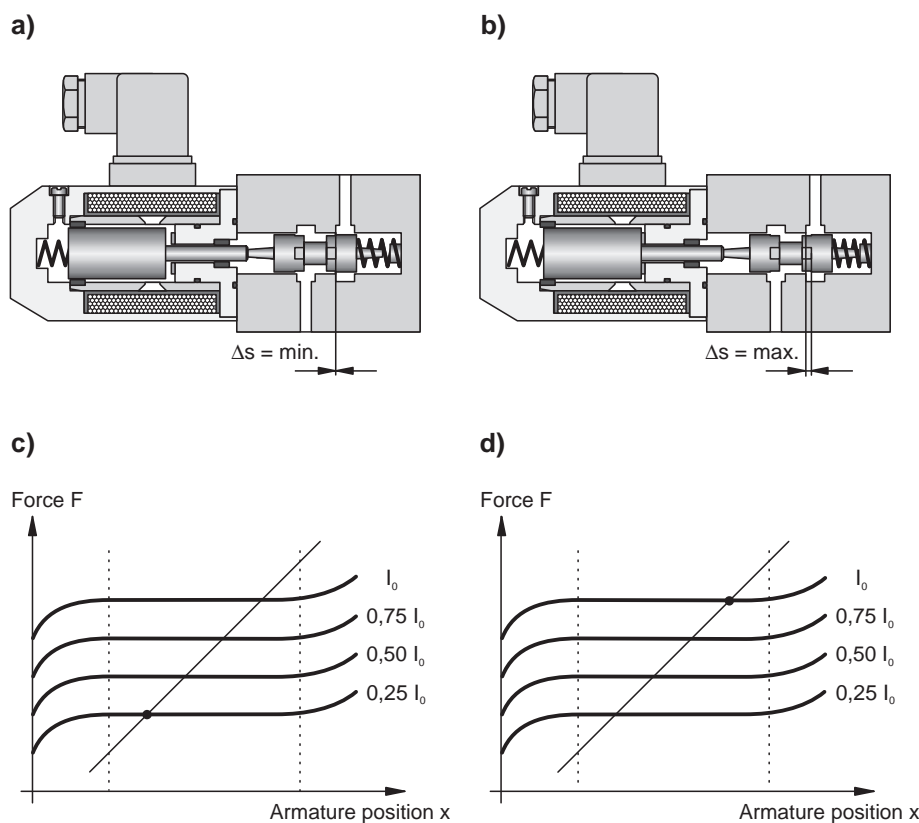 a)
b)
Δs = min.
Δs = max.
c)
d)
Force F
Force F
I₀
0,75 I₀
0,50 I₀
0,25 I₀
I₀
0,75 I₀
0,50 I₀
0,25 I₀
Armature position x
Armature position x